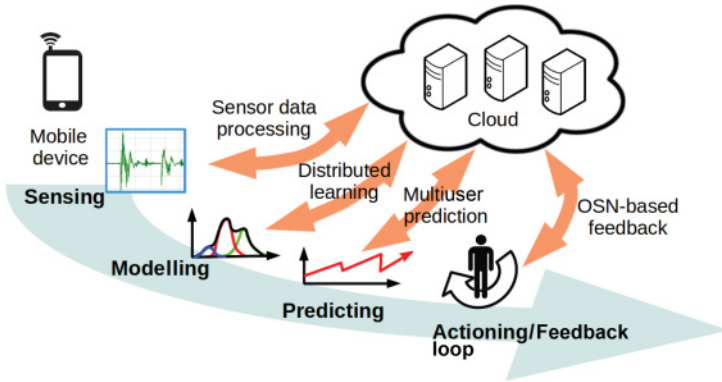 Mobile
device
Sensing
Sensor data
processing
Cloud
Distributed
learning
Modelling
Multiuser
prediction
Predicting
OSN-based
feedback
Actioning/Feedback
loop